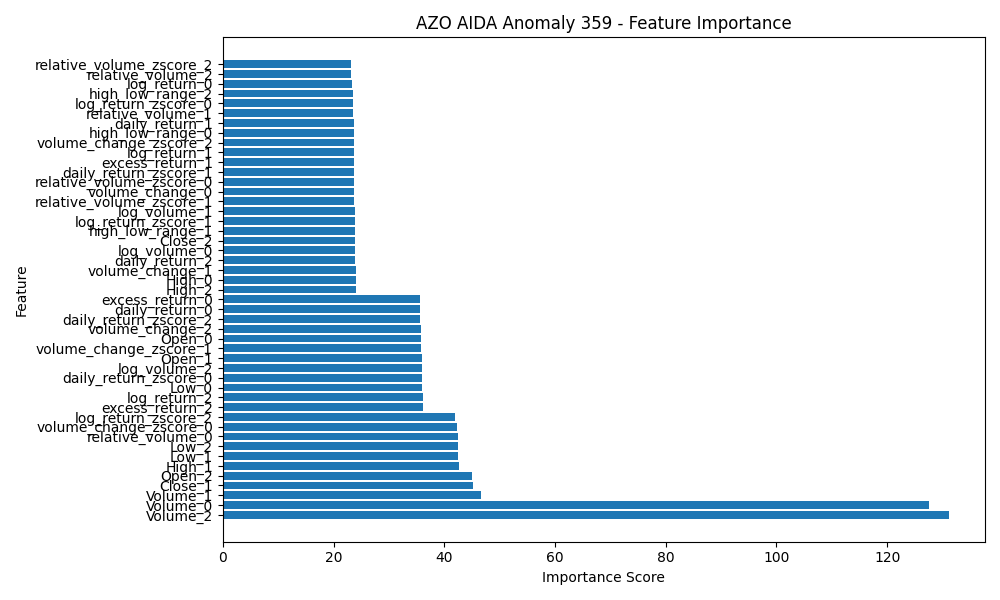 AZO AIDA Anomaly 359 - Feature Importance
relative_volume_zscore_2
relative_volume_2
log_return_0
high_low_range_2
log_return_zscore_0
relative_volume_1
daily_return_1
high_low_range_0
volume_change_zscore_2
log_return_1
excess_return_1
daily_return_zscore_1
relative_volume_zscore_0
volume_change_0
relative_volume_zscore_1
log_volume_1
log_return_zscore_1
high_low_range_1
Close_2
log_volume_0
daily_return_2
volume_change_1
High_0
High_2
excess_return_0
daily_return_0
daily_return_zscore_2
volume_change_2
Open_0
volume_change_zscore_1
Open_1
log_volume_2
daily_return_zscore_0
Low_0
log_return_2
excess_return_2
log_return_zscore_2
volume_change_zscore_0
relative_volume_0
Low_2
Low_1
High_1
Open_2
Close_1
Volume_1
Volume_0
Volume_2
Feature
0 20 40 60 80 100 120
Importance Score